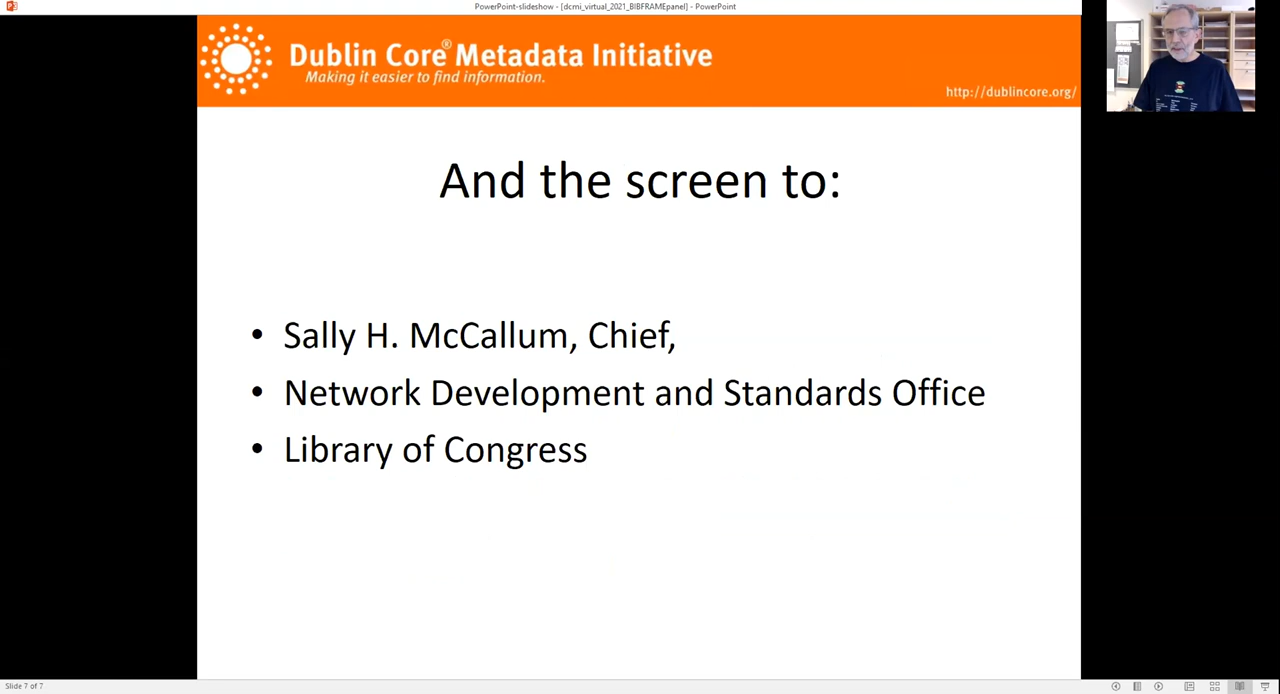 PowerPoint-slideshow - [dcmi_virtual_2021_BIBFRAMEpanel] - PowerPoint
Dublin Core® Metadata Initiative
Making it easier to find information.
http://dublincore.org/
And the screen to:
• Sally H. McCallum, Chief,
• Network Development and Standards Office
• Library of Congress
Slide 7 of 7